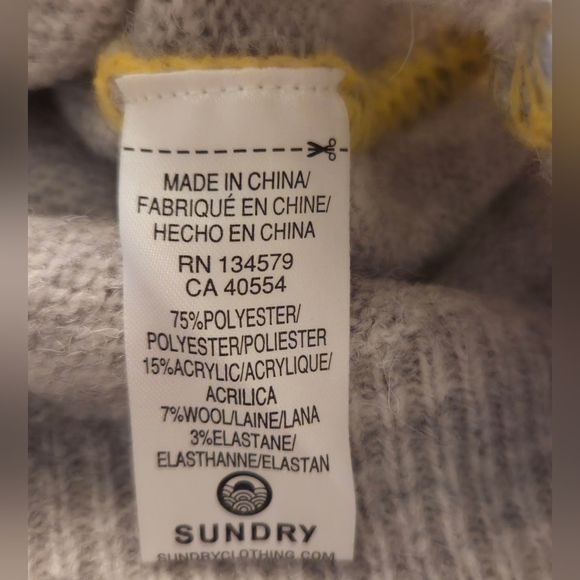 MADE IN CHINA/
FABRIQUÉ EN CHINE/
HECHO EN CHINA
RN 134579
CA 40554
75%POLYESTER/
POLYESTER/POLIESTER
15%ACRYLIC/ACRYLIQUE/
ACRILICA
7%WOOL/LAINE/LANA
3%ELASTANE/
ELASTHANNE/ELASTAN
SUNDRY
SUNDRYCLOTHING.COM